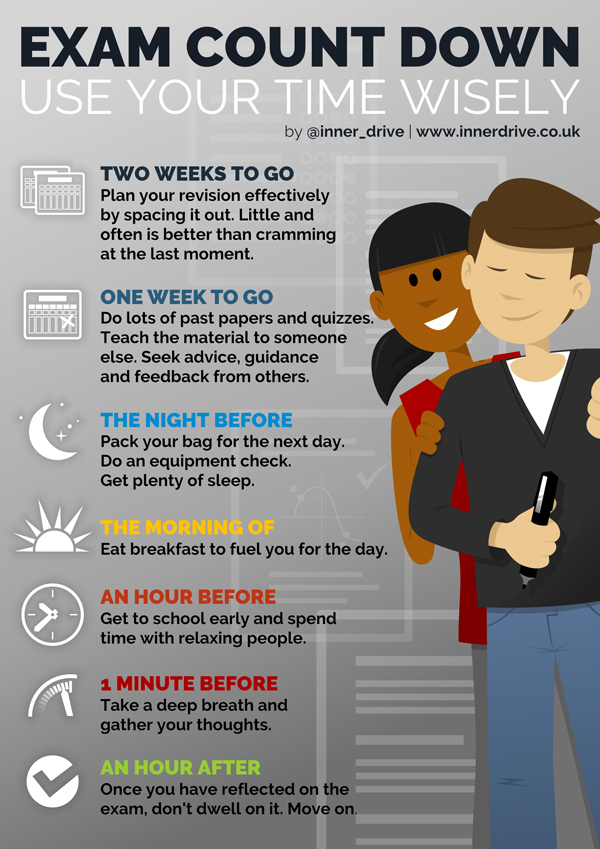 EXAM COUNT DOWN
USE YOUR TIME WISELY
by @inner_drive | www.innerdrive.co.uk
TWO WEEKS TO GO
Plan your revision effectively
by spacing it out. Little and
often is better than cramming
at the last moment.
ONE WEEK TO GO
Do lots of past papers and quizzes.
Teach the material to someone
else. Seek advice, guidance
and feedback from others.
THE NIGHT BEFORE
Pack your bag for the next day.
Do an equipment check.
Get plenty of sleep.
THE MORNING OF
Eat breakfast to fuel you for the day.
AN HOUR BEFORE
Get to school early and spend
time with relaxing people.
1 MINUTE BEFORE
Take a deep breath and
gather your thoughts.
AN HOUR AFTER
Once you have reflected on the
exam, don't dwell on it. Move on.